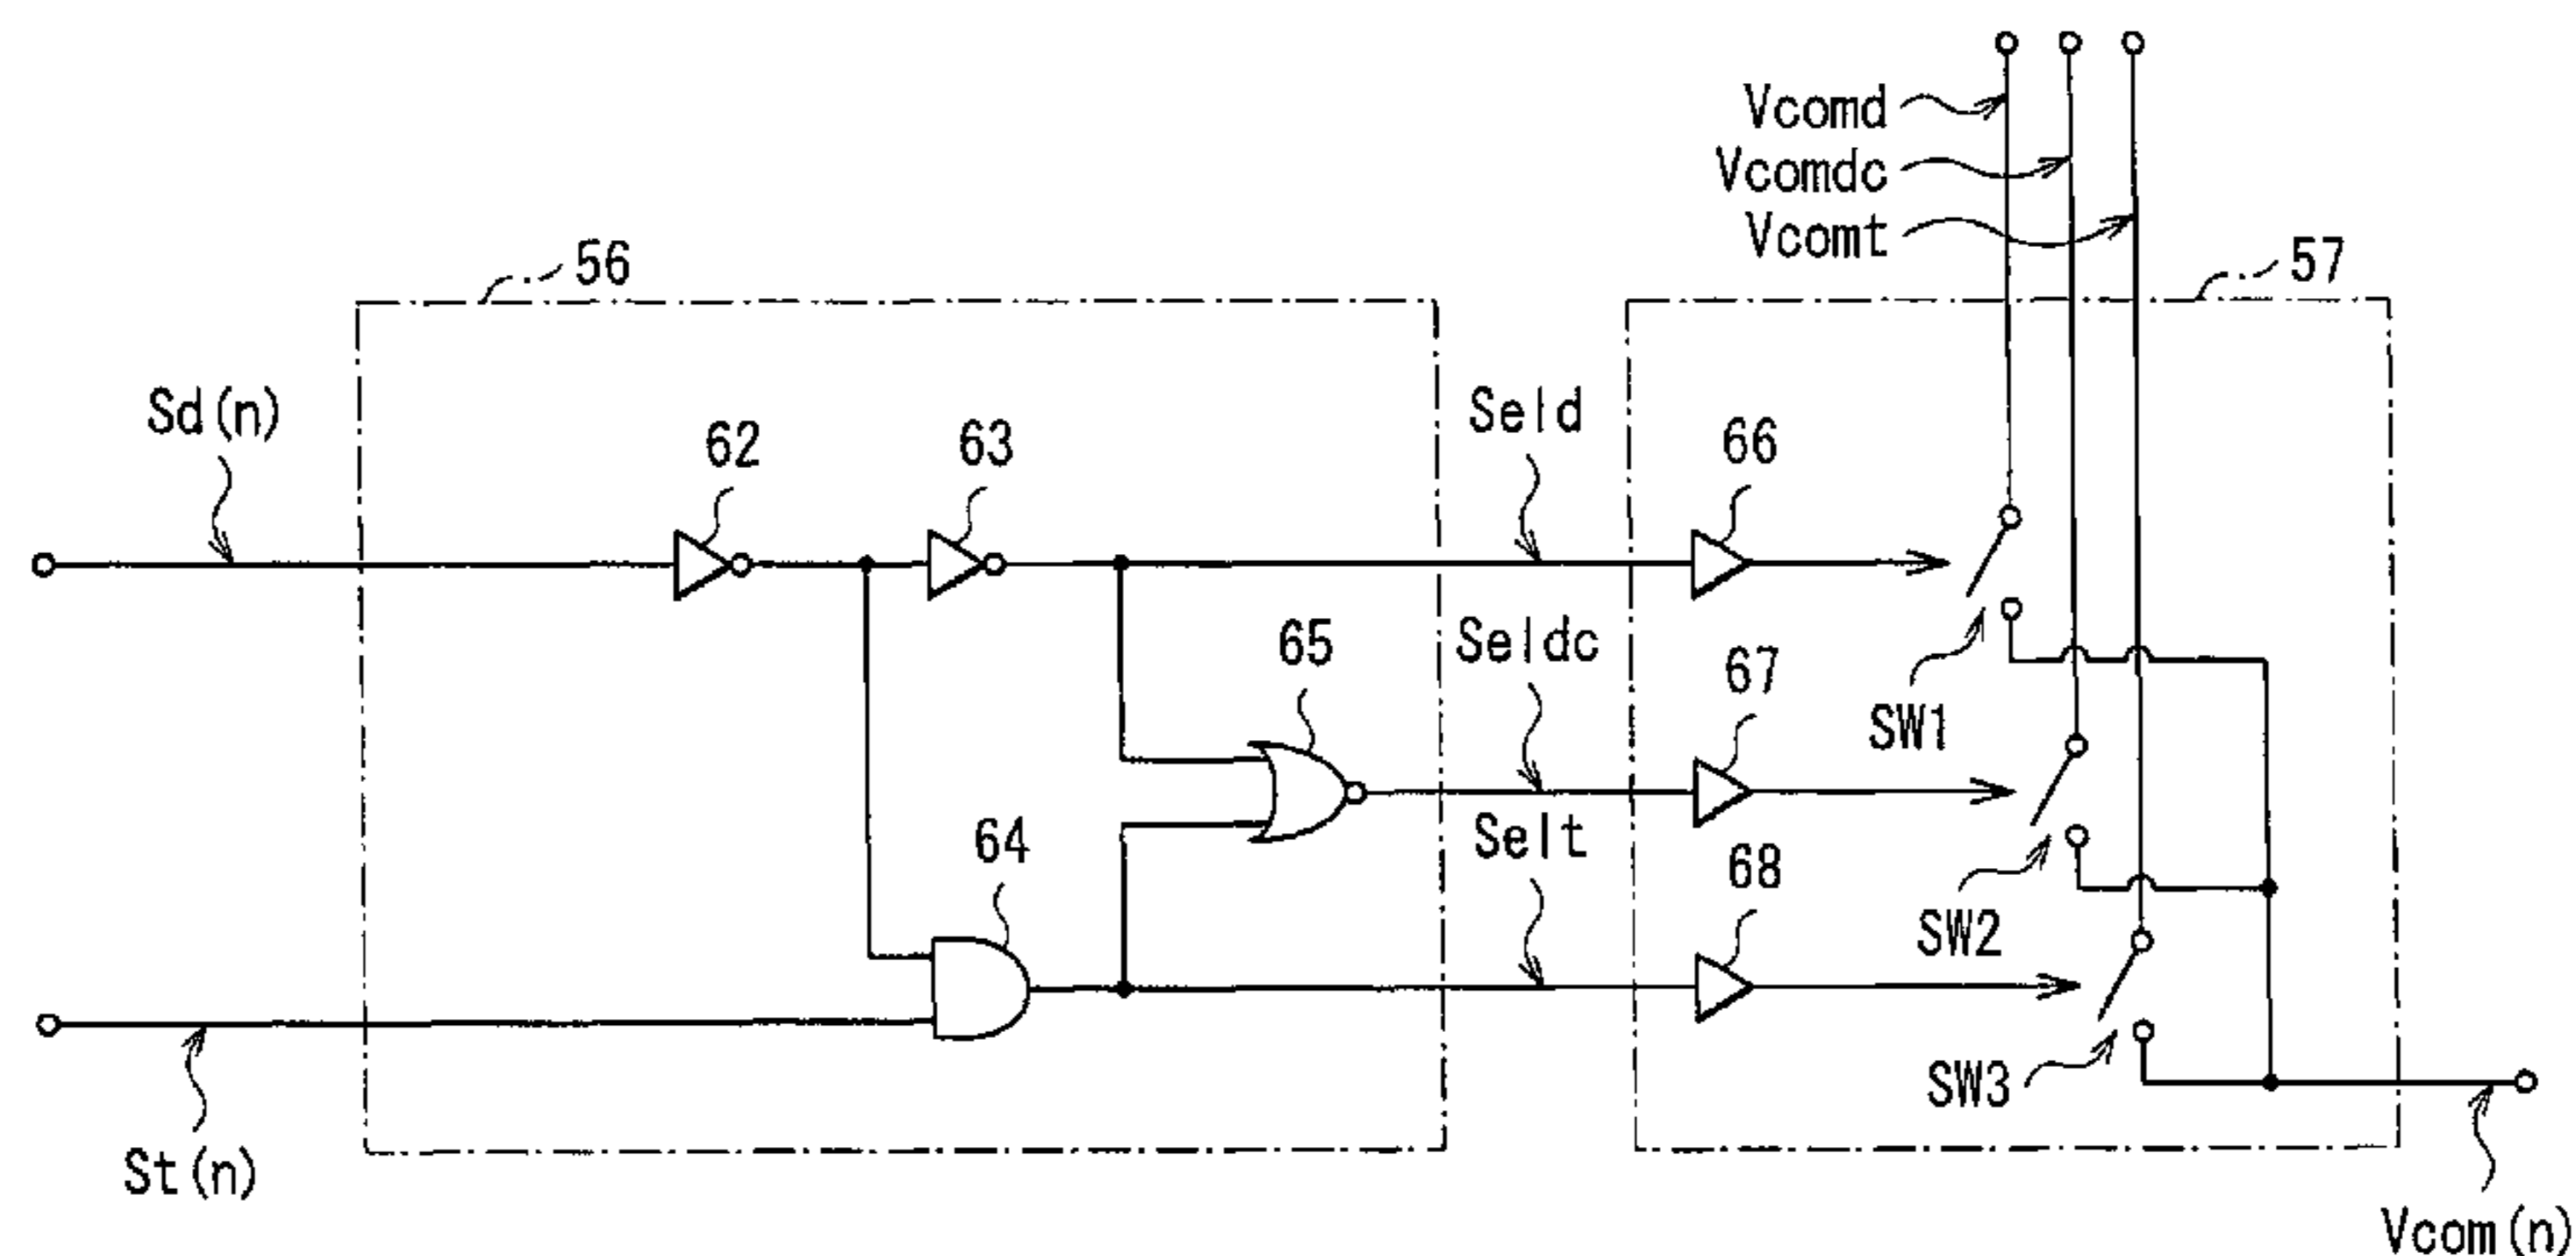 Vcomd
Vcomdc
Vcomt
56
57
Sd(n)
62
63
Seld
66
65
Seldc
67
SW1
64
Selt
68
SW2
SW3
St(n)
Vcom(n)